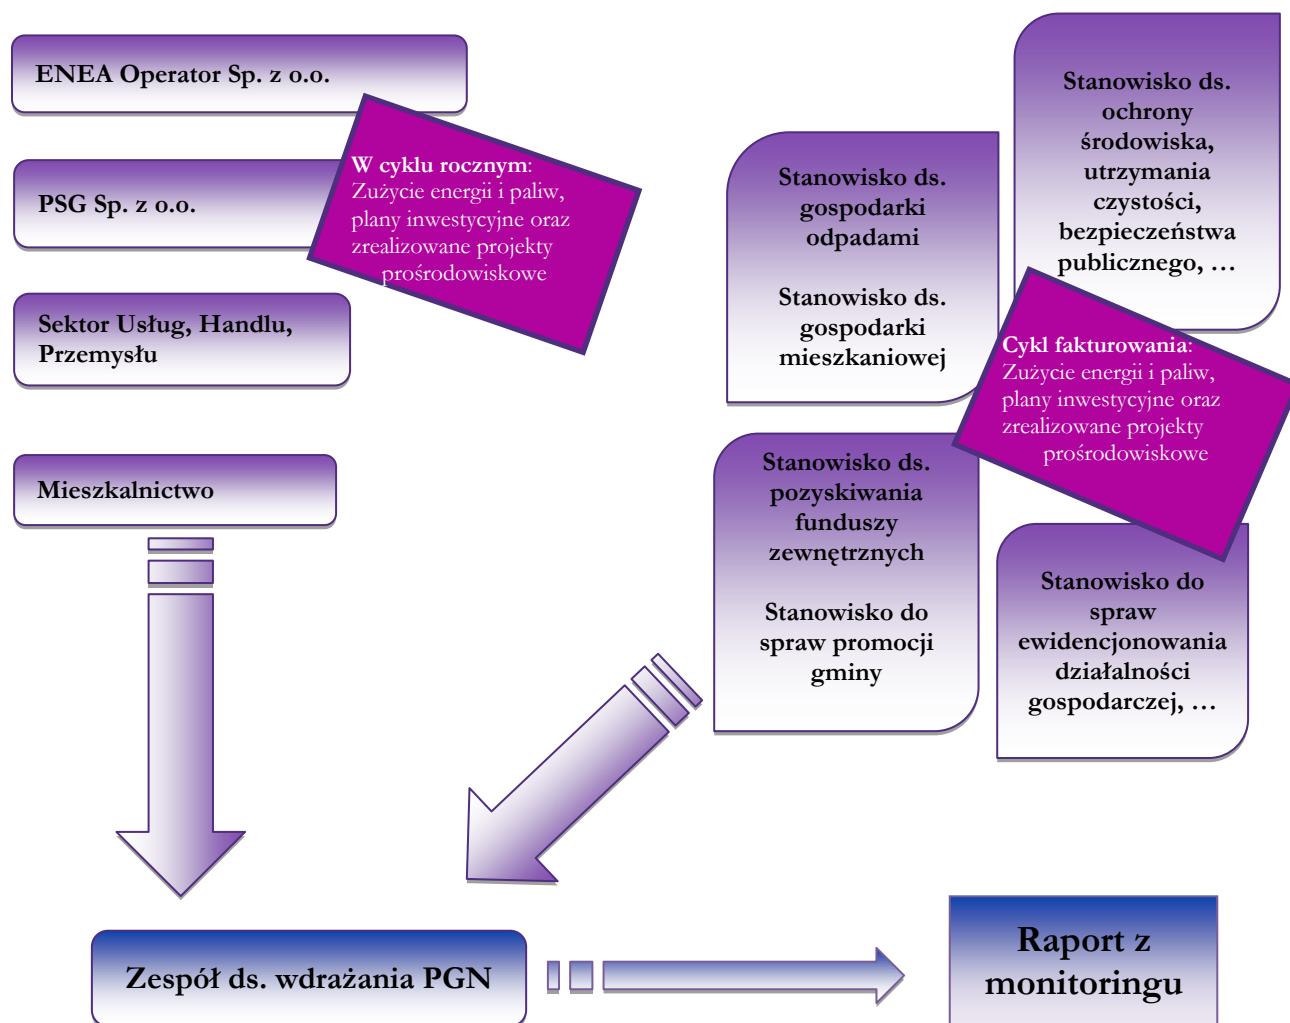 ENEA Operator Sp. z o.o.
PSG Sp. z o.o.
W cyklu rocznym:
Zużycie energii i paliw,
plany inwestycyjne oraz
zrealizowane projekty
prośrodowiskowe
Sektor Usług, Handlu,
Przemysłu
Mieszkalnictwo
Stanowisko ds.
gospodarki
odpadami
Stanowisko ds.
gospodarki
mieszkaniowej
Stanowisko ds.
ochrony
środowiska,
utrzymania
czystości,
bezpieczeństwa
publicznego, …
Cykl fakturowania:
Zużycie energii i paliw,
plany inwestycyjne oraz
zrealizowane projekty
prośrodowiskowe
Stanowisko ds.
pozyskiwania
funduszy
zewnętrznych
Stanowisko do
spraw promocji
gminy
Stanowisko do
spraw
ewidencjonowania
działalności
gospodarczej, …
Zespół ds. wdrażania PGN
Raport z
monitoringu